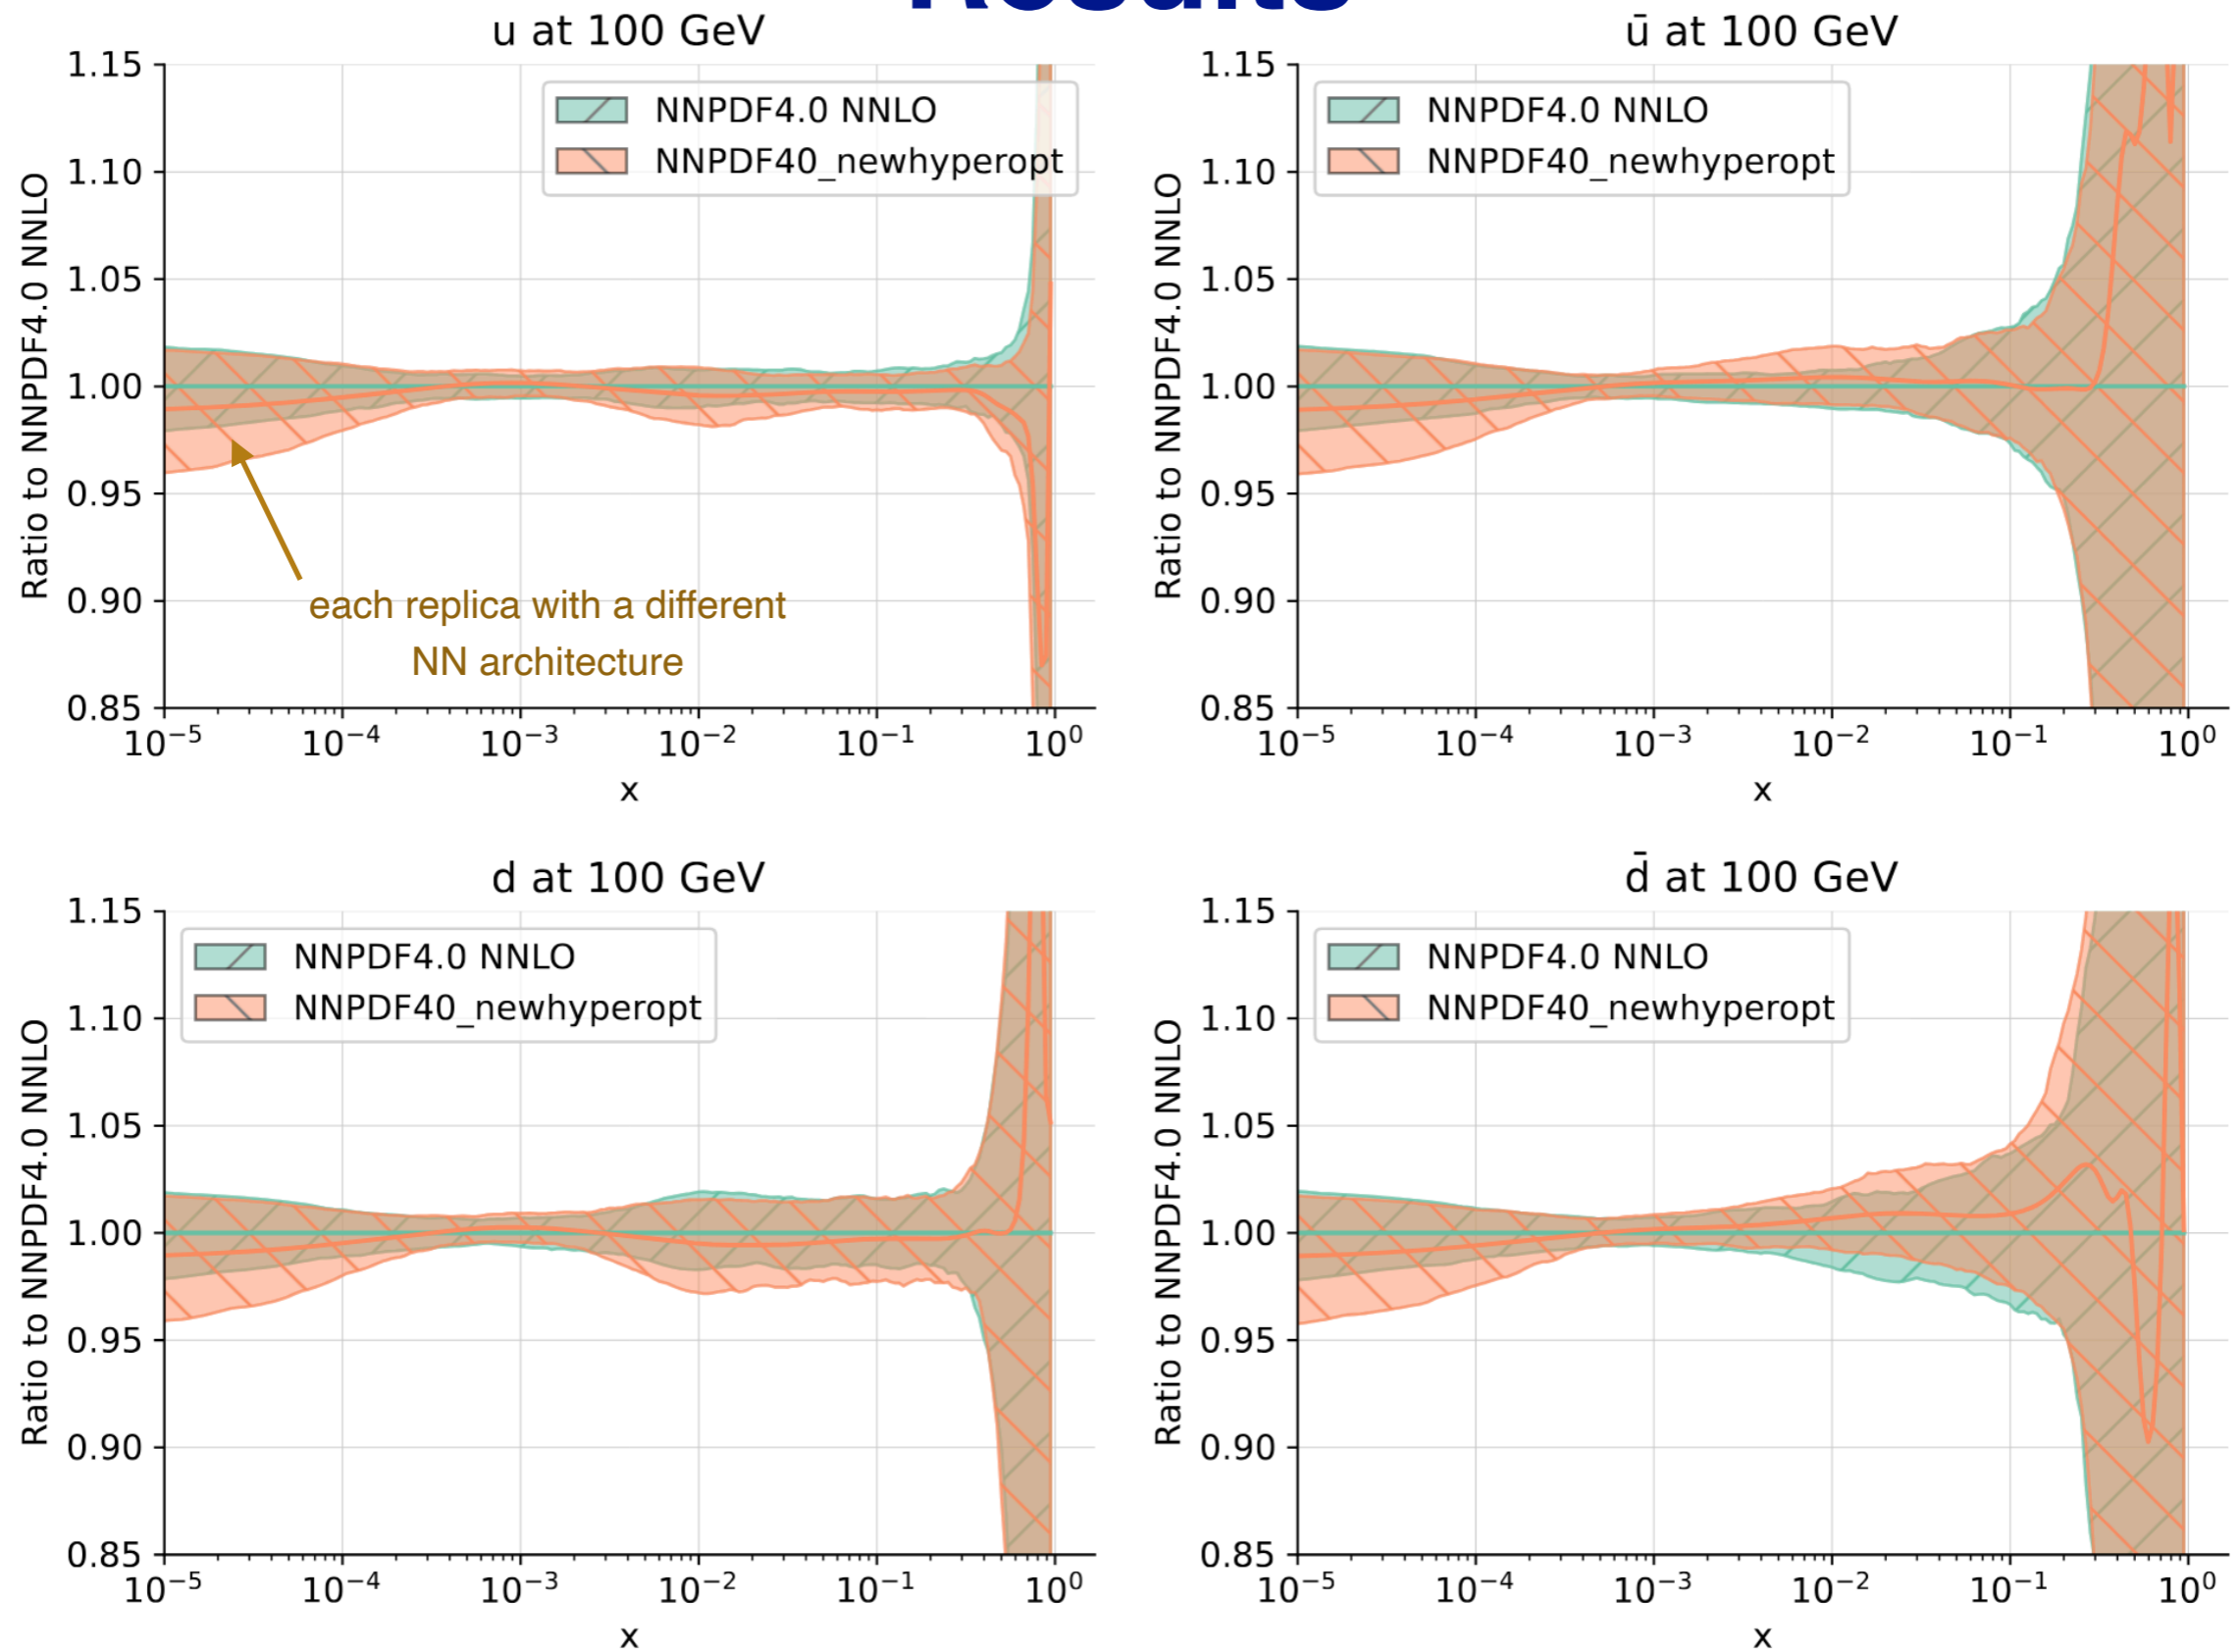 Results
u at 100 GeV
NNPDF4.0 NNLO
NNPDF40_newhyperopt
Ratio to NNPDF4.0 NNLO
1.15
1.10
1.05
1.00
0.95
0.90
0.85
each replica with a different
NN architecture
10⁻⁵ 10⁻⁴ 10⁻³ 10⁻² 10⁻¹ 10⁰
x
ū at 100 GeV
NNPDF4.0 NNLO
NNPDF40_newhyperopt
Ratio to NNPDF4.0 NNLO
1.15
1.10
1.05
1.00
0.95
0.90
0.85
10⁻⁵ 10⁻⁴ 10⁻³ 10⁻² 10⁻¹ 10⁰
x
d at 100 GeV
NNPDF4.0 NNLO
NNPDF40_newhyperopt
Ratio to NNPDF4.0 NNLO
1.15
1.10
1.05
1.00
0.95
0.90
0.85
10⁻⁵ 10⁻⁴ 10⁻³ 10⁻² 10⁻¹ 10⁰
x
d̄ at 100 GeV
NNPDF4.0 NNLO
NNPDF40_newhyperopt
Ratio to NNPDF4.0 NNLO
1.15
1.10
1.05
1.00
0.95
0.90
0.85
10⁻⁵ 10⁻⁴ 10⁻³ 10⁻² 10⁻¹ 10⁰
x